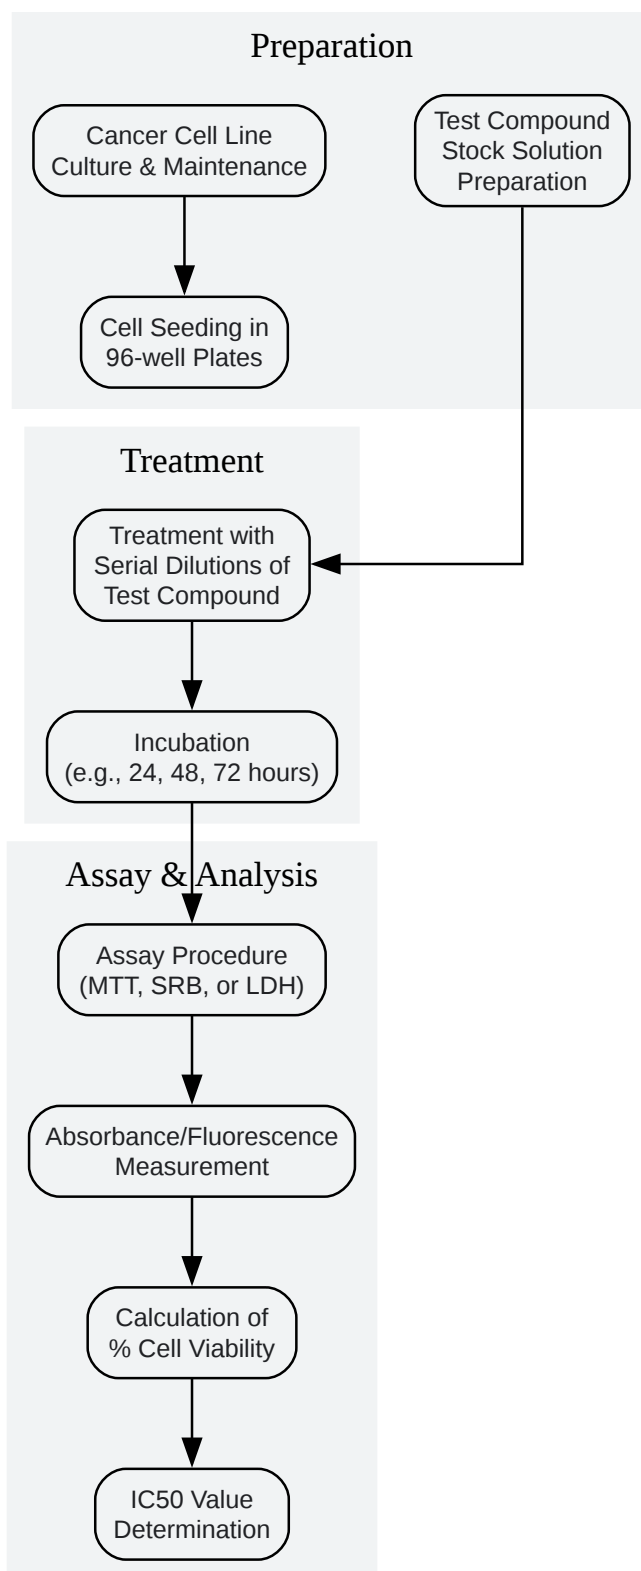 Preparation
Cancer Cell Line
Culture & Maintenance
Test Compound
Stock Solution
Preparation
Cell Seeding in
96-well Plates
Treatment
Treatment with
Serial Dilutions of
Test Compound
Incubation
(e.g., 24, 48, 72 hours)
Assay & Analysis
Assay Procedure
(MTT, SRB, or LDH)
Absorbance/Fluorescence
Measurement
Calculation of
% Cell Viability
IC50 Value
Determination